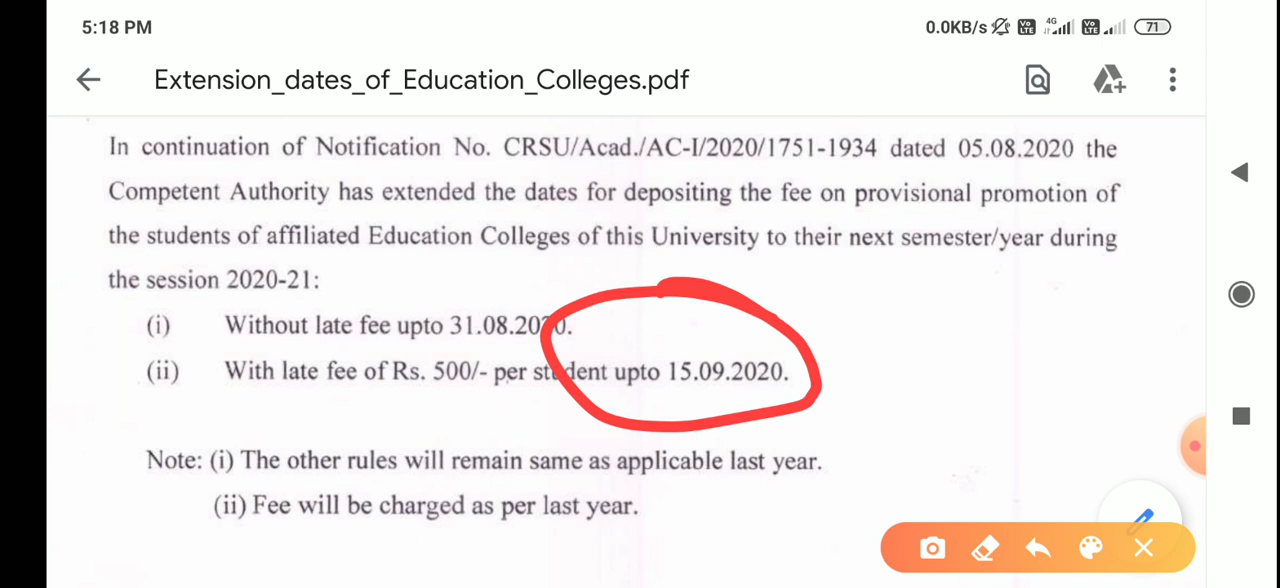 5:18 PM 0.0KB/s Vo LTE 4G Vo LTE 71
Extension_dates_of_Education_Colleges.pdf
In continuation of Notification No. CRSU/Acad./AC-I/2020/1751-1934 dated 05.08.2020 the
Competent Authority has extended the dates for depositing the fee on provisional promotion of
the students of affiliated Education Colleges of this University to their next semester/year during
the session 2020-21:
(i) Without late fee upto 31.08.2020.
(ii) With late fee of Rs. 500/- per student upto 15.09.2020.
Note: (i) The other rules will remain same as applicable last year.
(ii) Fee will be charged as per last year.